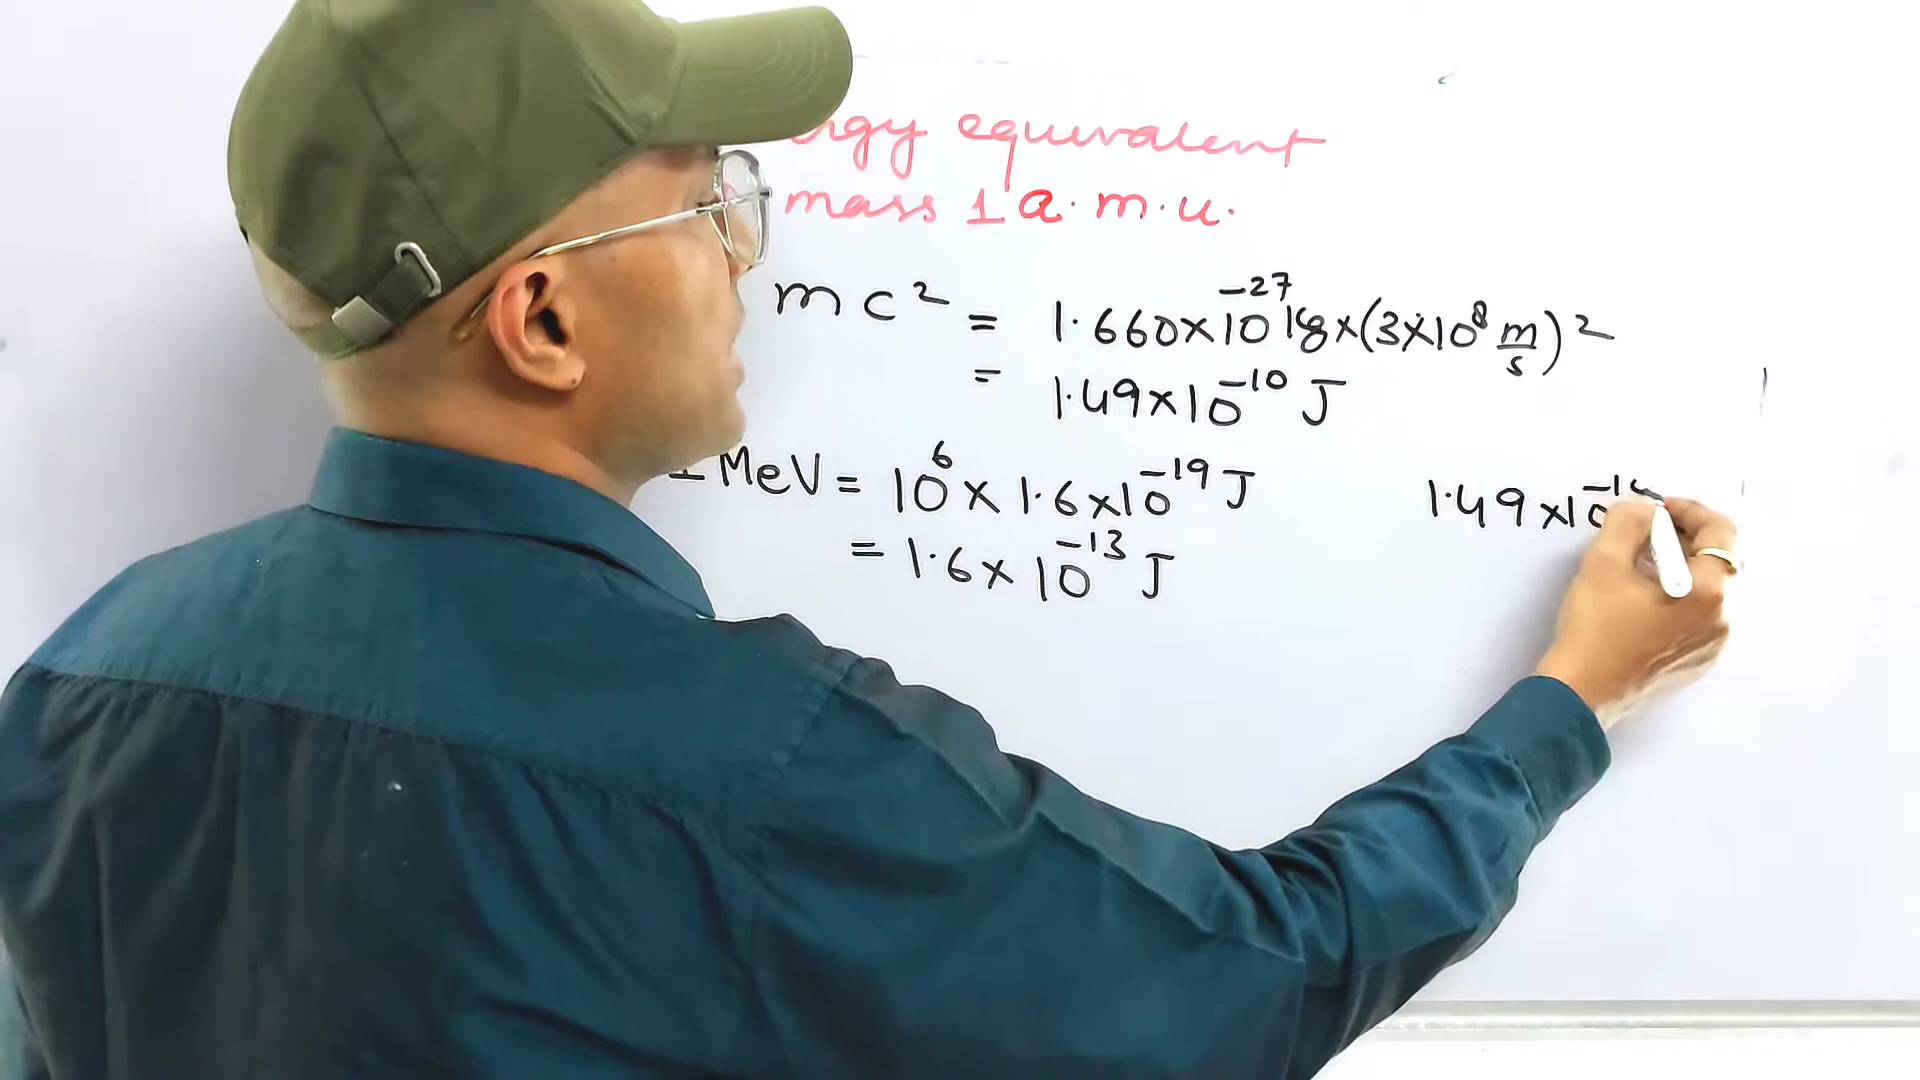 equivalent
mass 1 a.m.u.
mc² = 1.660×10⁻²⁷ kg×(3×10⁸ m/s)²
= 1.49×10⁻¹⁰ J
1 MeV = 10⁶ × 1.6×10⁻¹⁹ J
= 1.6×10⁻¹³ J
1.49×10